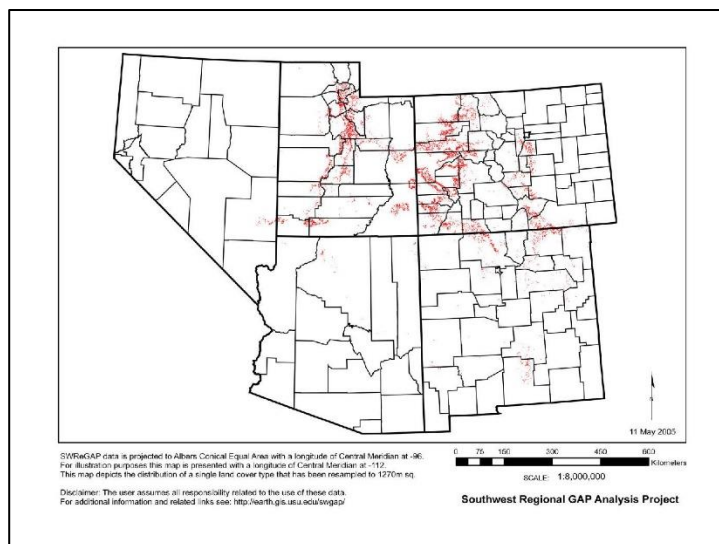 11 May 2005
SWReGAP data is projected to Albers Conical Equal Area with a longitude of Central Meridian at -96.
For illustration purposes this map is presented with a longitude of Central Meridian at -112.
This map depicts the distribution of a single land cover type that has been resampled to 1270m sq.
0 75 150 300 450 600
Kilometers
SCALE: 1:8,000,000
Disclaimer: The user assumes all responsibility related to the use of these data.
For additional information and related links see: http://earth.gis.usu.edu/swgap/
Southwest Regional GAP Analysis Project